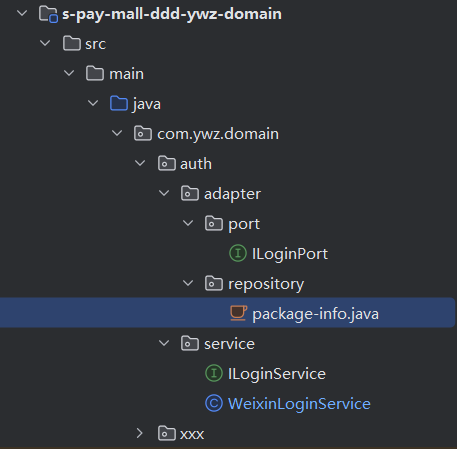 s-pay-mall-ddd-ywz-domain
src
main
java
com.ywz.domain
auth
adapter
port
ILoginPort
repository
package-info.java
service
ILoginService
WeixinLoginService
xxx